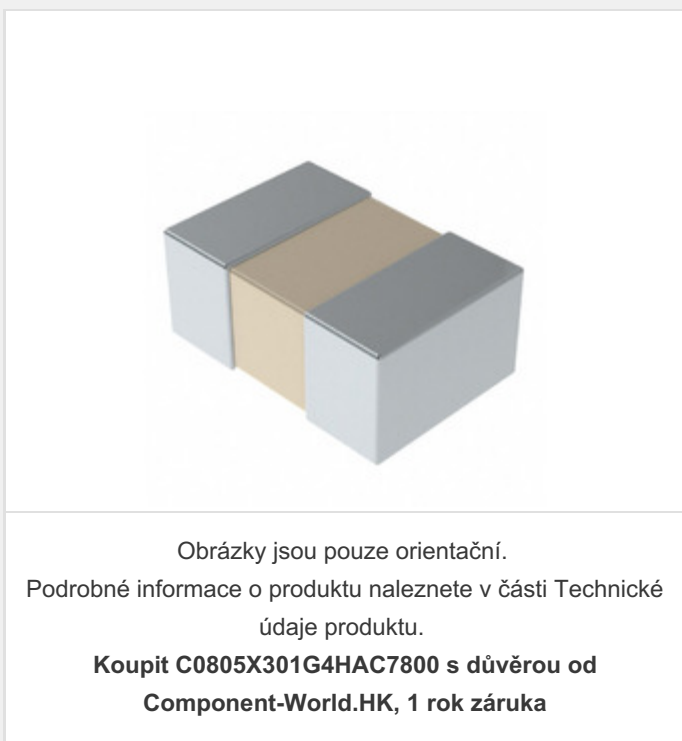 Obrázky jsou pouze orientační.
Podrobné informace o produktu naleznete v části Technické
údaje produktu.
Koupit C0805X301G4HAC7800 s důvěrou od
Component-World.HK, 1 rok záruka